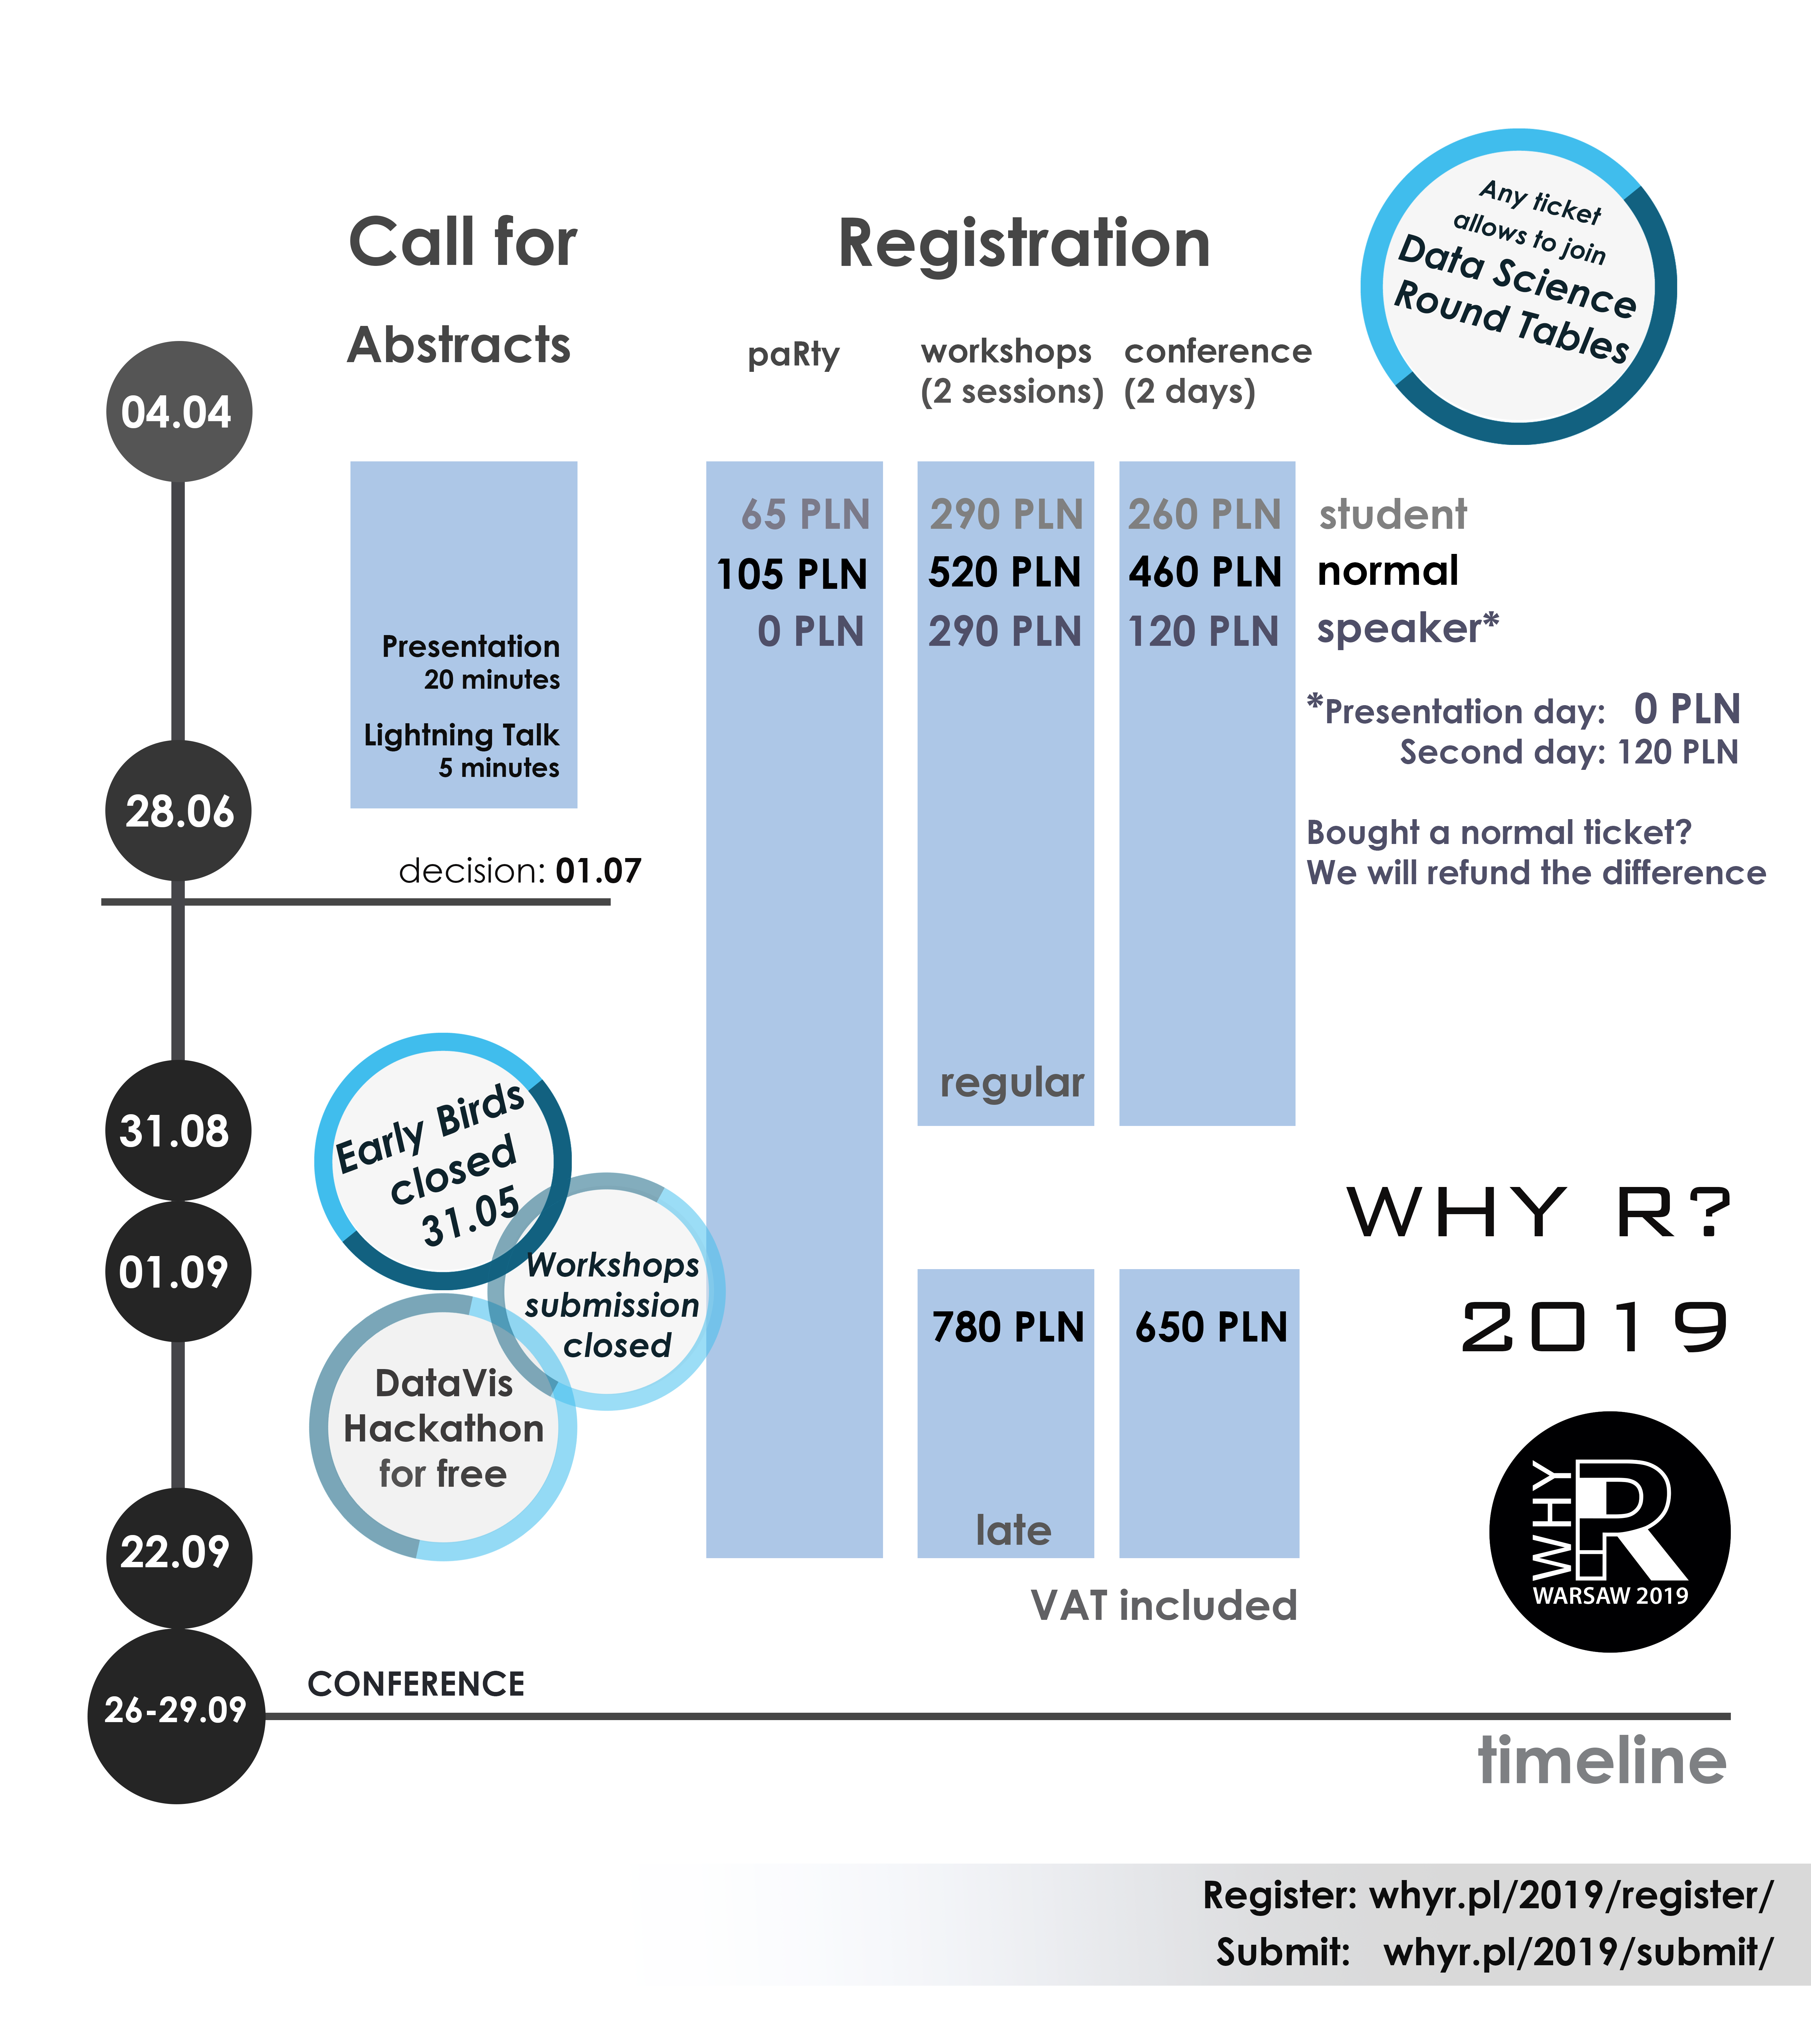 Call for
Abstracts
Registration
paRty
workshops
(2 sessions)
conference
(2 days)
Any ticket
allows to join
Data Science
Round Tables
04.04
65 PLN 290 PLN 260 PLN student
105 PLN 520 PLN 460 PLN normal
0 PLN 290 PLN 120 PLN speaker*
Presentation
20 minutes
Lightning Talk
5 minutes
*Presentation day: 0 PLN
Second day: 120 PLN
28.06
Bought a normal ticket?
We will refund the difference
decision: 01.07
regular
31.08
Early Birds
closed
31.05
01.09
Workshops
submission
closed
780 PLN 650 PLN
DataVis
Hackathon
for free
WHY R?
2019
late
22.09
VAT included
WHY R
WARSAW 2019
26-29.09
CONFERENCE
timeline
Register: whyr.pl/2019/register/
Submit: whyr.pl/2019/submit/